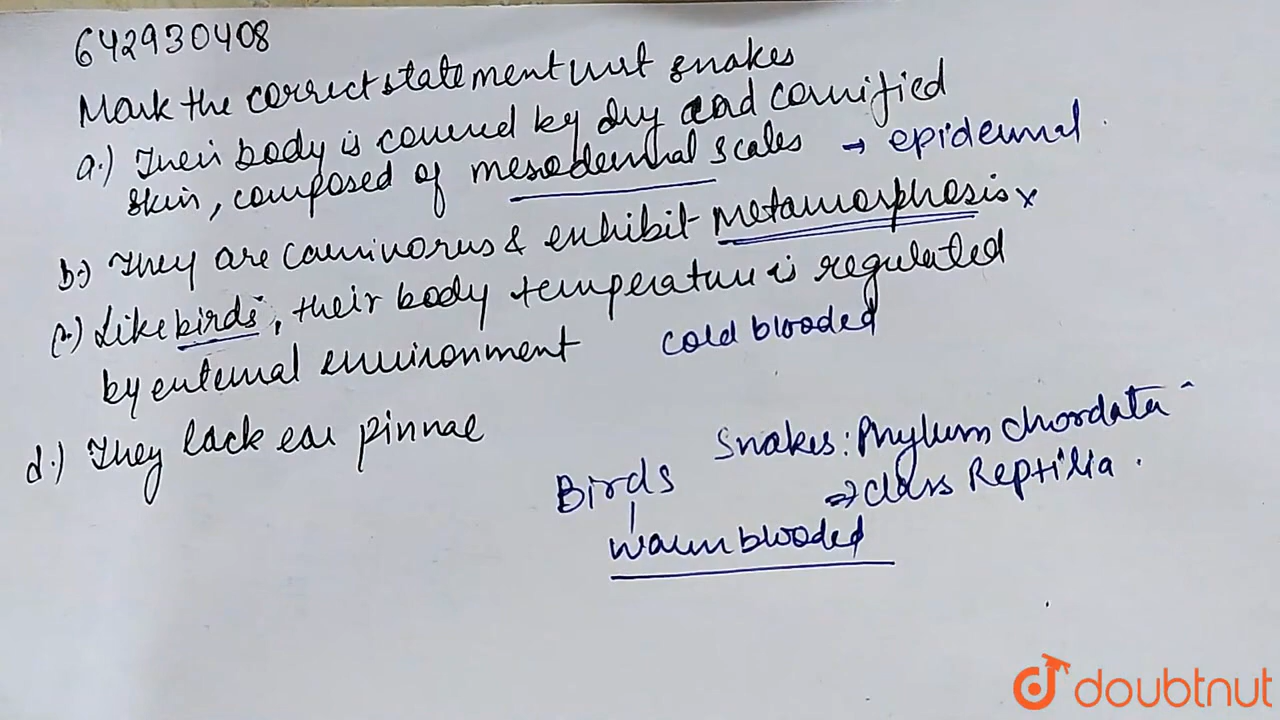 642930408
Mark the correct statement wrt snakes
a.) Their body is covered by dry and cornified
skin, composed of mesodermal scales → epidermal
b.) They are carnivorus & exhibit metamorphosis x
(c.) Like birds, their body temperature is regulated
by external environment cold blooded
d.) They lack ear pinnae
Snakes: Phylum chordata
⇒ class Reptilia.
Birds
warm blooded
doubtnut